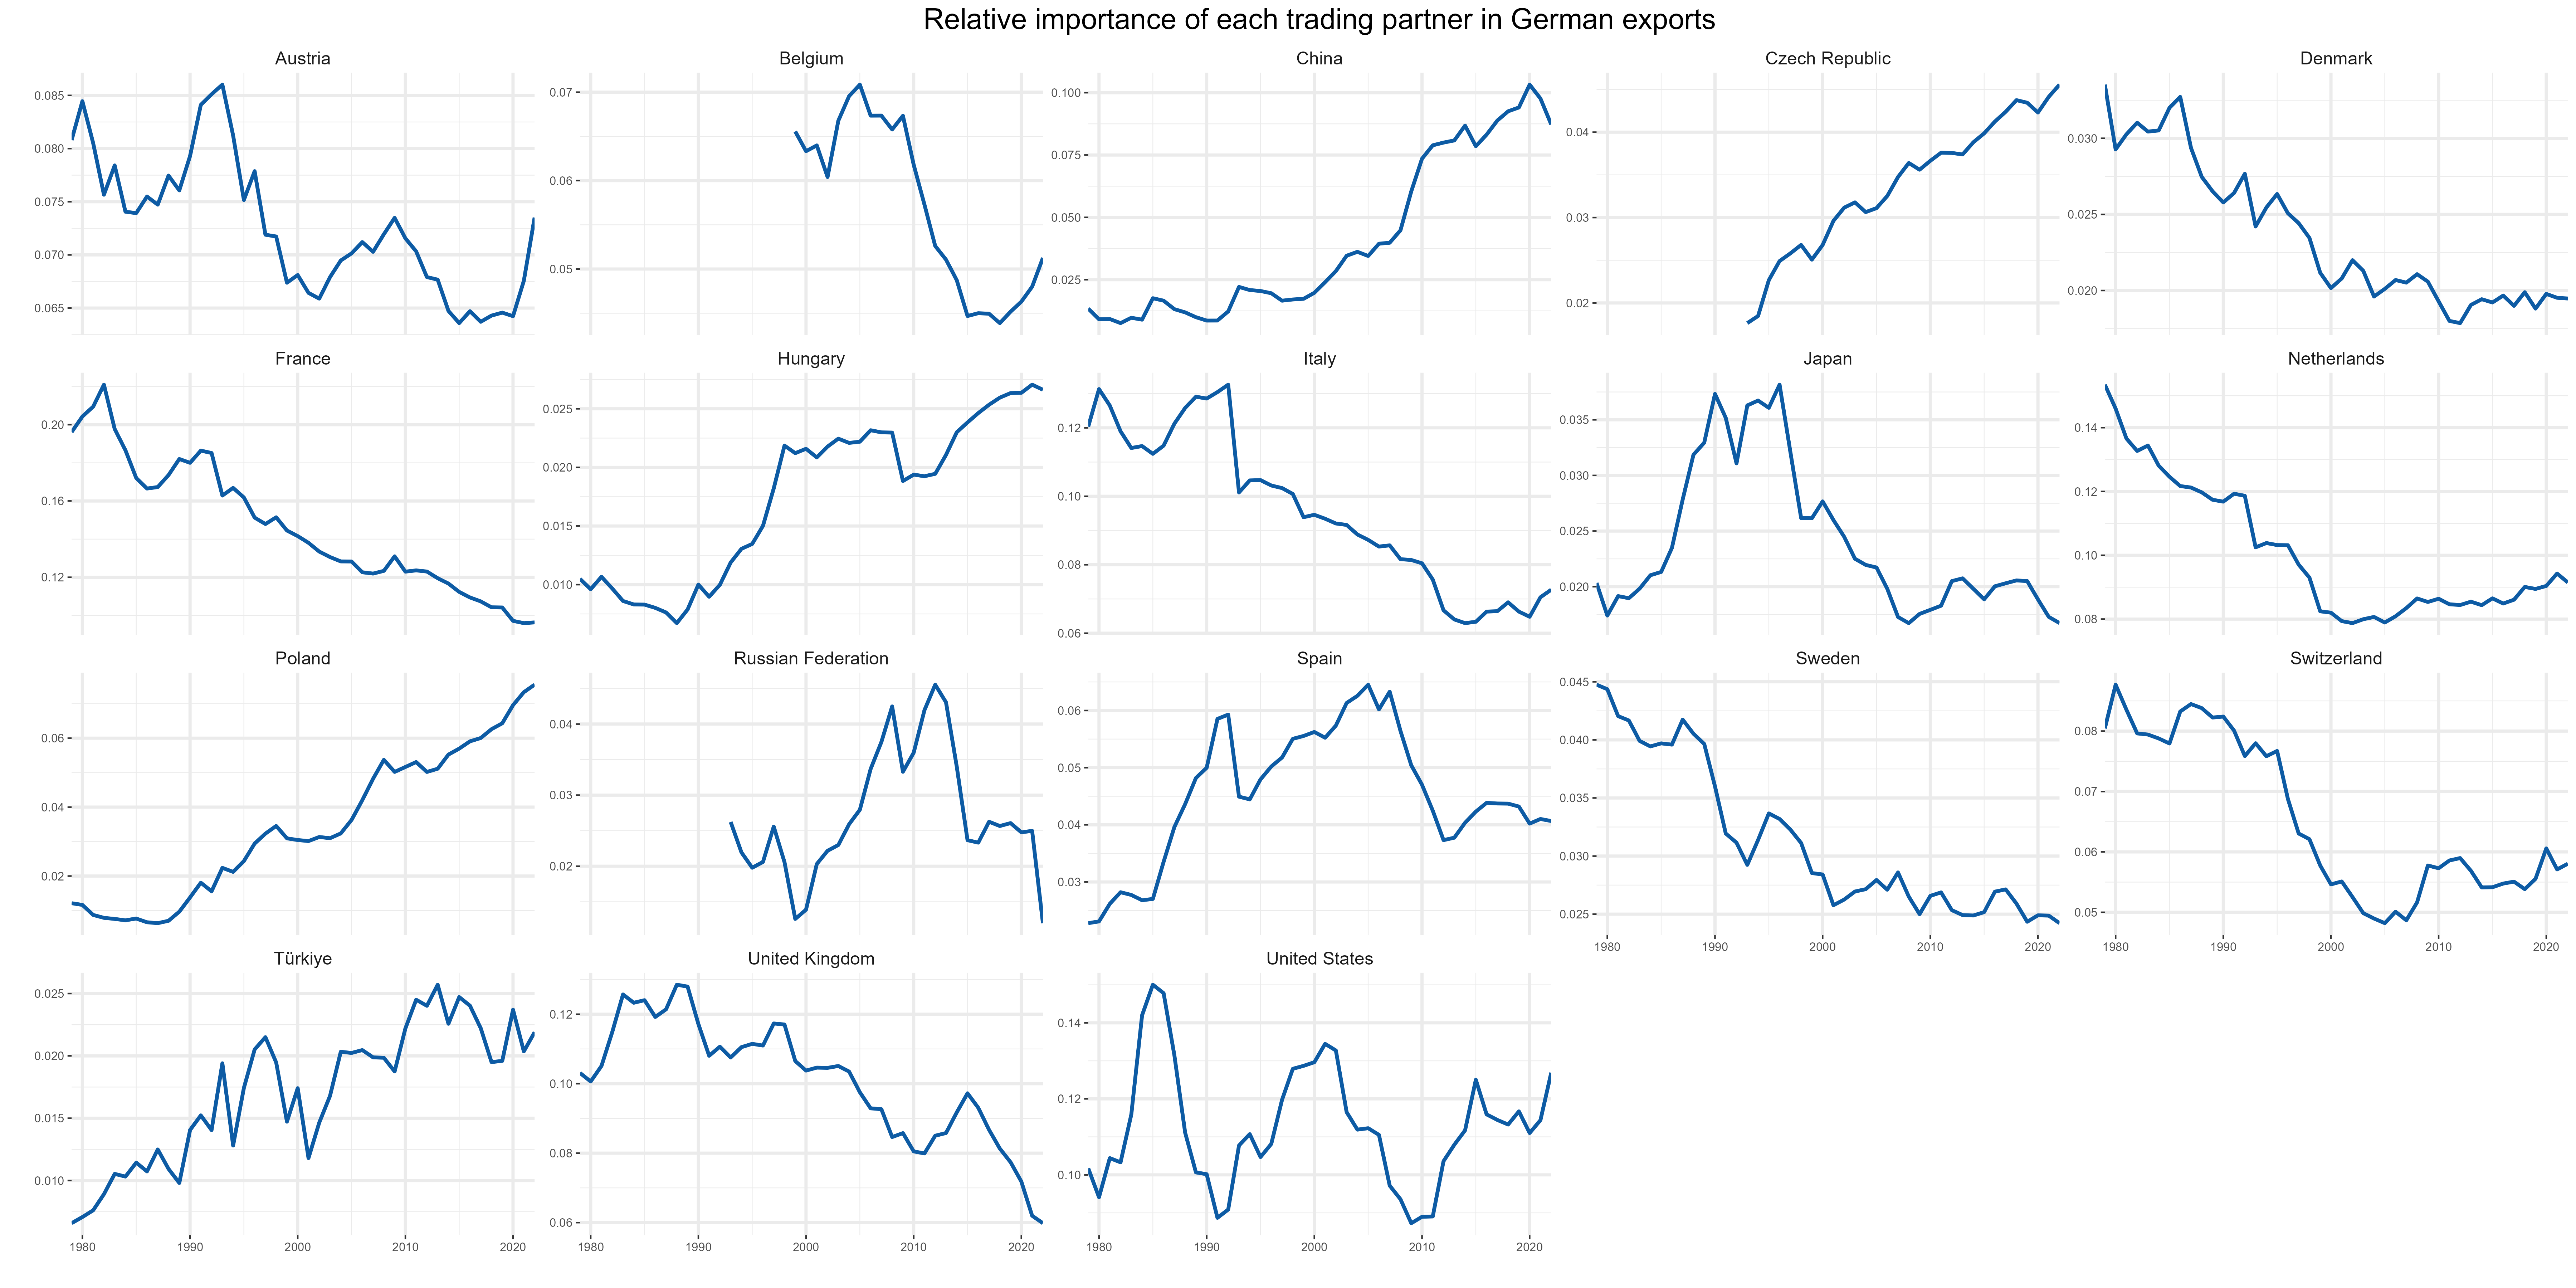 Relative importance of each trading partner in German exports
Austria
0.085
0.080
0.075
0.070
0.065
Belgium
0.07
0.06
0.05
China
0.100
0.075
0.050
0.025
Czech Republic
0.04
0.03
0.02
Denmark
0.030
0.025
0.020
France
0.20
0.16
0.12
Hungary
0.025
0.020
0.015
0.010
Italy
0.12
0.10
0.08
0.06
Japan
0.035
0.030
0.025
0.020
Netherlands
0.14
0.12
0.10
0.08
Poland
0.06
0.04
0.02
Russian Federation
0.04
0.03
0.02
Spain
0.06
0.05
0.04
0.03
Sweden
0.045
0.040
0.035
0.030
0.025
1980 1990 2000 2010 2020
Switzerland
0.08
0.07
0.06
0.05
1980 1990 2000 2010 2020
Türkiye
0.025
0.020
0.015
0.010
1980 1990 2000 2010 2020
United Kingdom
0.12
0.10
0.08
0.06
1980 1990 2000 2010 2020
United States
0.14
0.12
0.10
1980 1990 2000 2010 2020